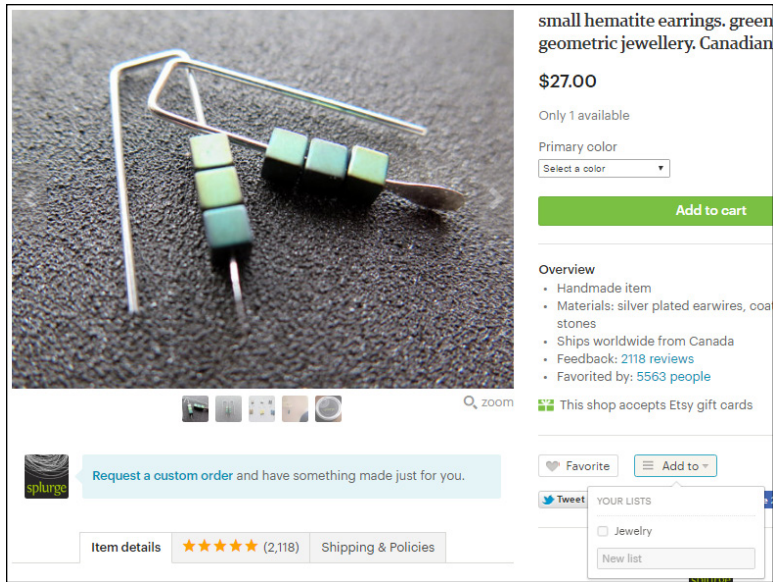 small hematite earrings. green
geometric jewellery. Canadian
$27.00
Only 1 available
Primary color
Select a color
Add to cart
Overview
Handmade item
Materials: silver plated earwires,
stones
Ships worldwide from Canada
Feedback: 2118 reviews
Favorited by: 5563 people
This shop accepts Etsy gift cards
zoom
splurge
Request a custom order and have something made just for you.
Favorite
Add to
Tweet
YOUR LISTS
Jewelry
New list
Item details
(2,118)
Shipping & Policies